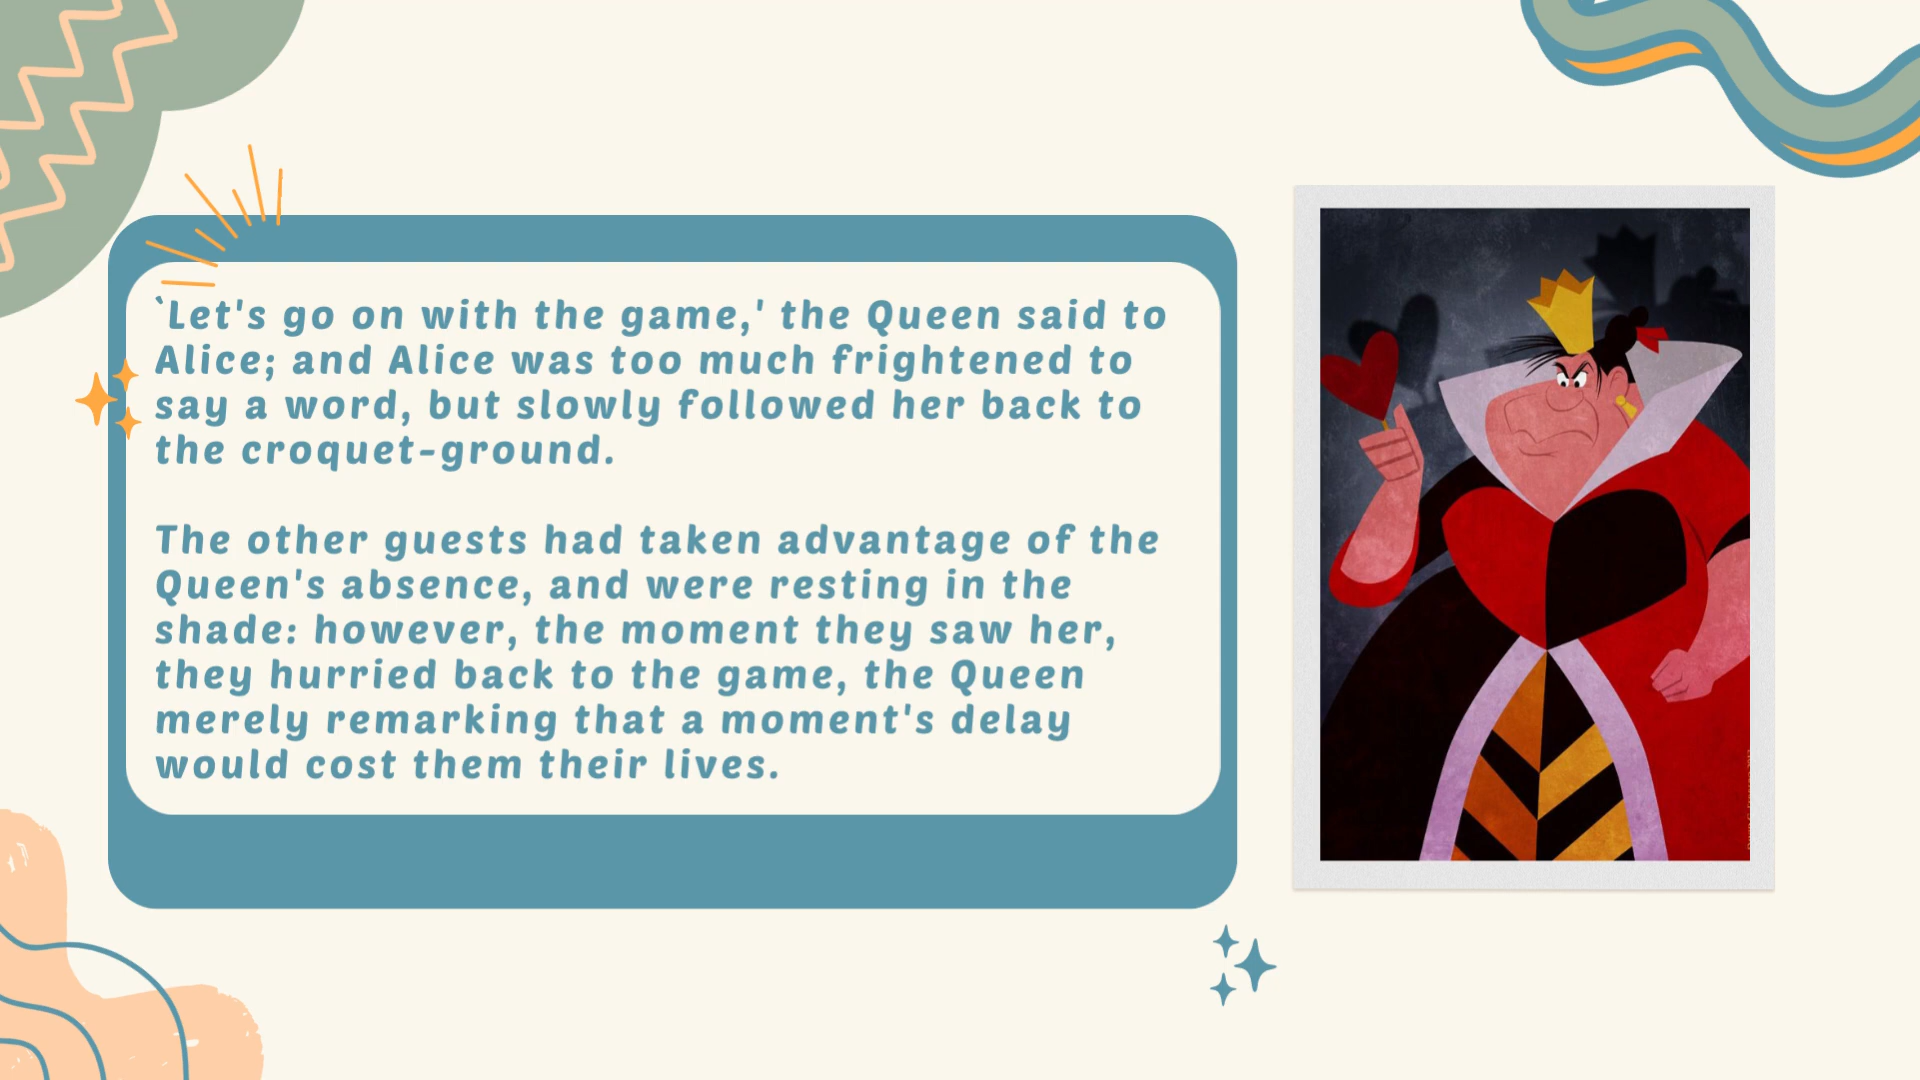 `Let's go on with the game,' the Queen said to
Alice; and Alice was too much frightened to
say a word, but slowly followed her back to
the croquet-ground.
The other guests had taken advantage of the
Queen's absence, and were resting in the
shade: however, the moment they saw her,
they hurried back to the game, the Queen
merely remarking that a moment's delay
would cost them their lives.